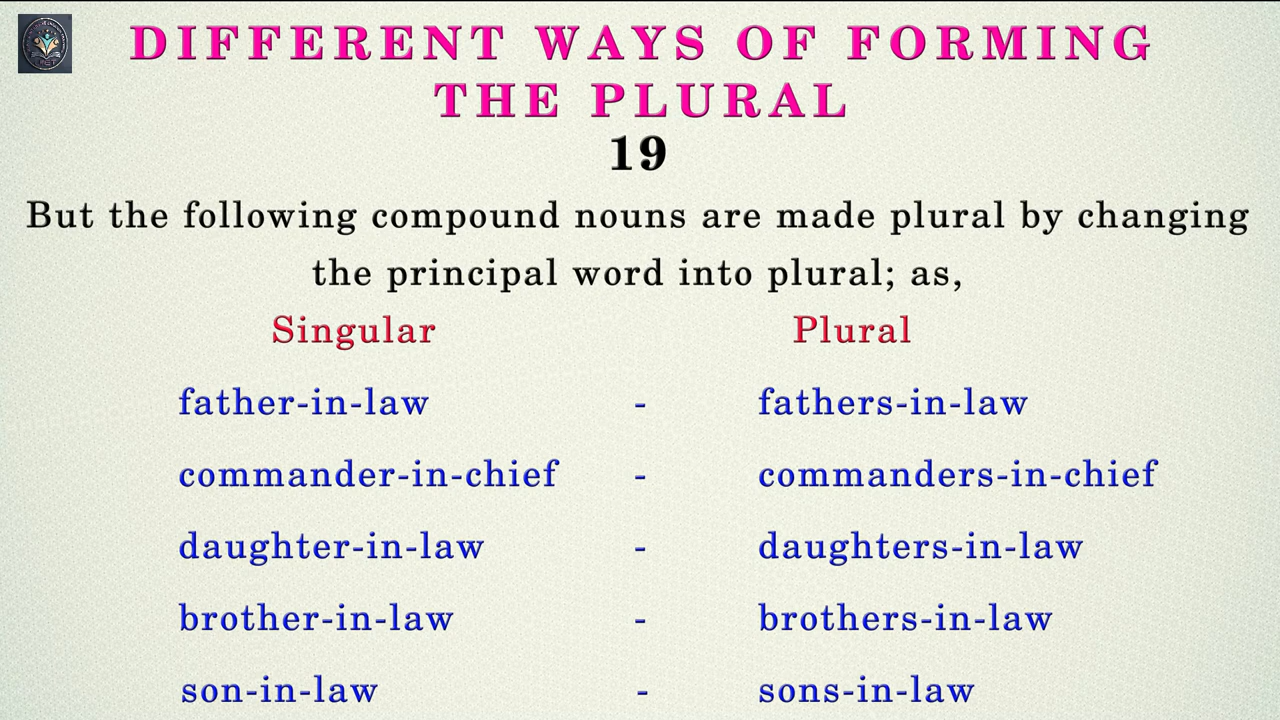 DIFFERENT WAYS OF FORMING
THE PLURAL
19
But the following compound nouns are made plural by changing
the principal word into plural; as,
Singular Plural
father-in-law - fathers-in-law
commander-in-chief - commanders-in-chief
daughter-in-law - daughters-in-law
brother-in-law - brothers-in-law
son-in-law - sons-in-law